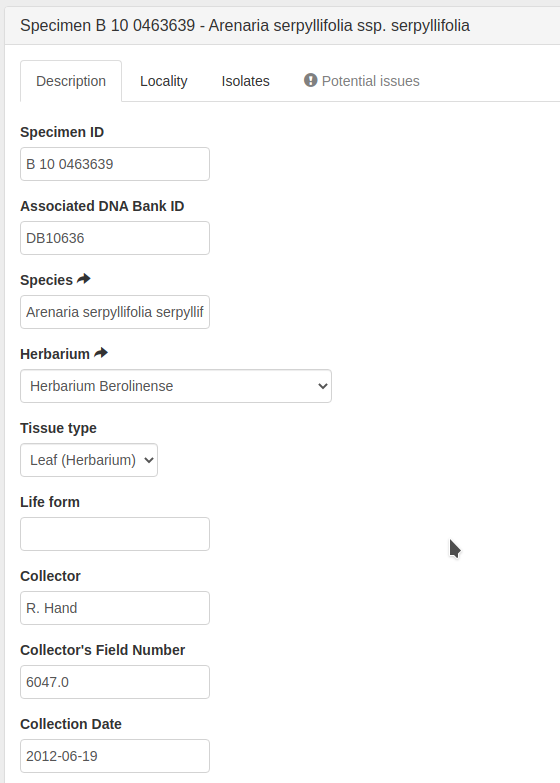 Specimen B 10 0463639 - Arenaria serpyllifolia ssp. serpyllifolia
Description Locality Isolates Potential issues
Specimen ID
B 10 0463639
Associated DNA Bank ID
DB10636
Species
Arenaria serpyllifolia serpyllif
Herbarium
Herbarium Berolinense
Tissue type
Leaf (Herbarium)
Life form
Collector
R. Hand
Collector's Field Number
6047.0
Collection Date
2012-06-19